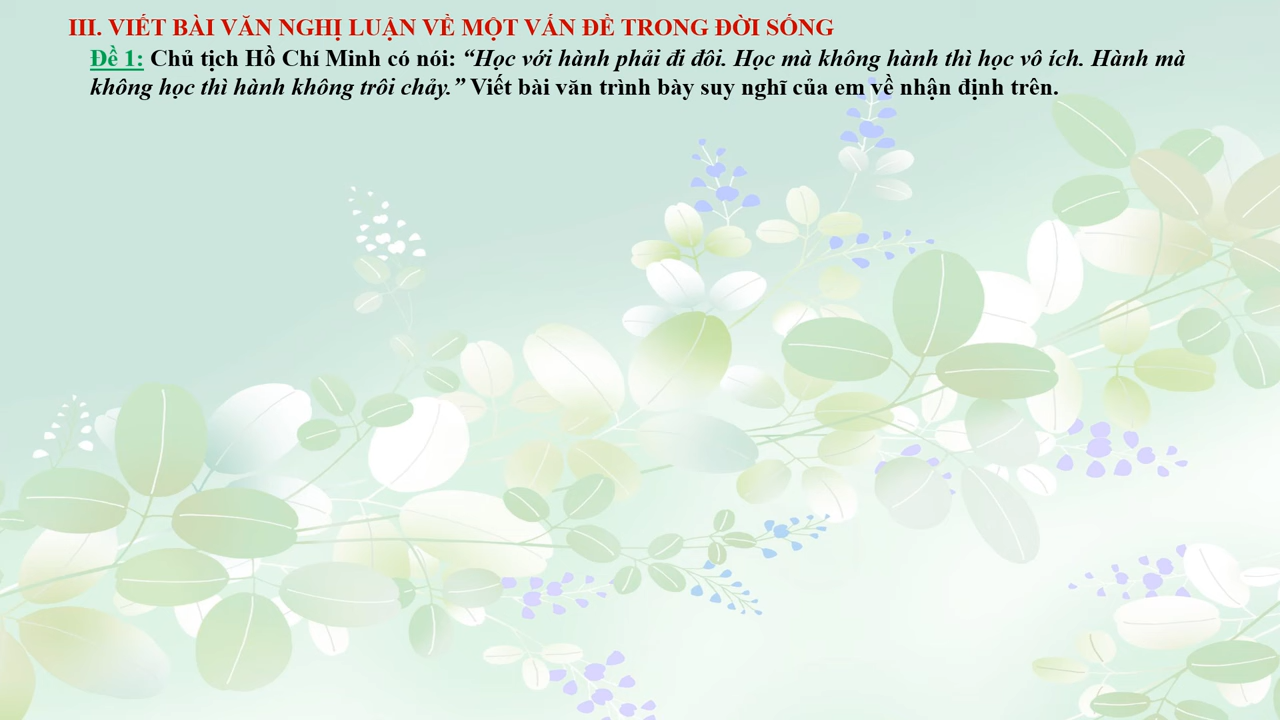 III. VIẾT BÀI VĂN NGHỊ LUẬN VỀ MỘT VẤN ĐỀ TRONG ĐỜI SỐNG
Đề 1: Chủ tịch Hồ Chí Minh có nói: “Học với hành phải đi đôi. Học mà không hành thì học vô ích. Hành mà
không học thì hành không trôi chảy.” Viết bài văn trình bày suy nghĩ của em về nhận định trên.